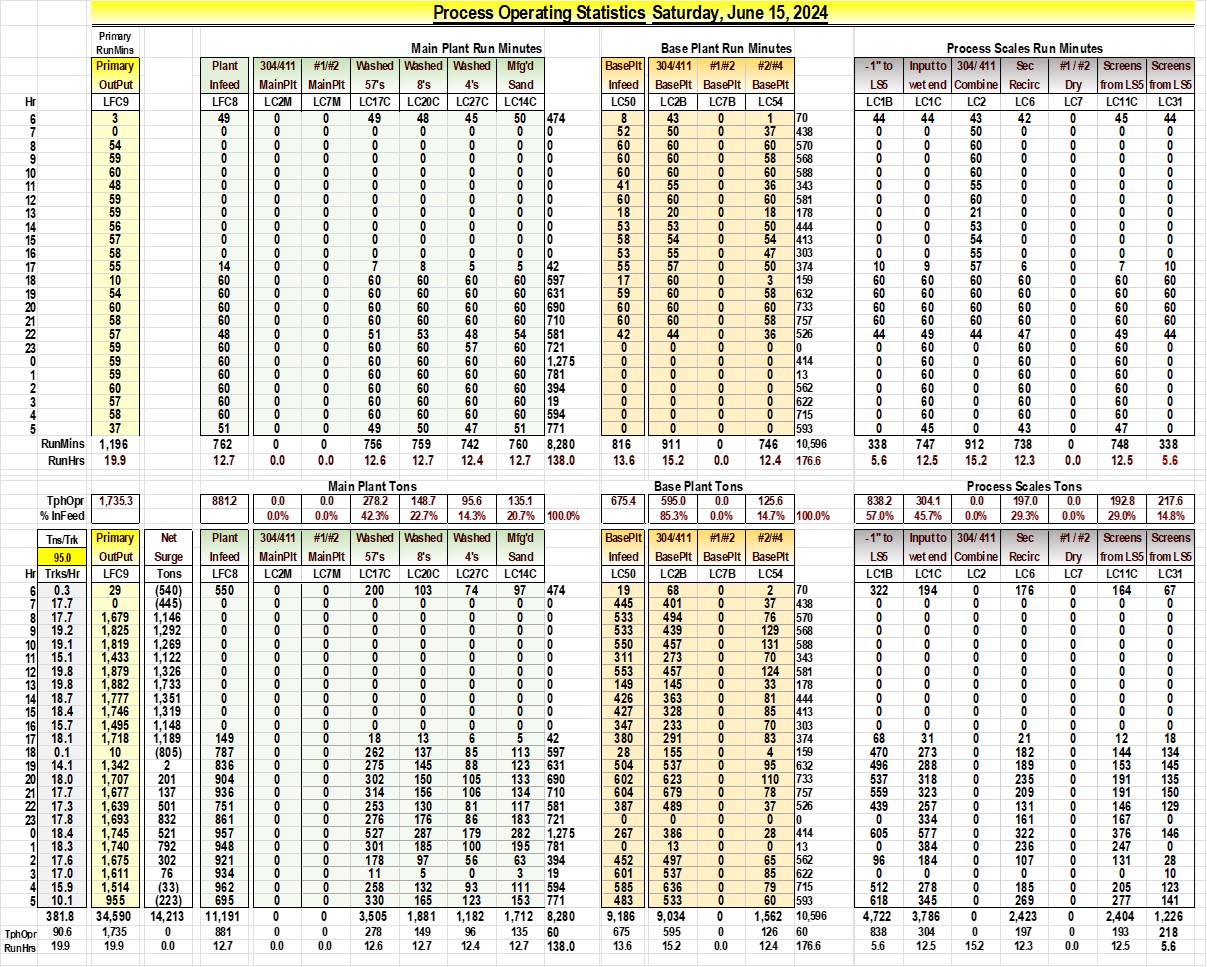 Process Operating Statistics Saturday, June 15, 2024
Primary
RunMins Main Plant Run Minutes Base Plant Run Minutes Process Scales Run Minutes
Primary Plant 304/411 #1/#2 Washed Washed Washed Mfg'd BasePlt 304/411 #1/#2 #2/#4 - 1" to Input to 304/ 411 Sec #1 / #2 Screens Screens
OutPut Infeed MainPlt MainPlt 57's 8's 4's Sand Infeed BasePlt BasePlt BasePlt LS5 wet end Combine Recirc Dry from LS5 from LS5
Hr LFC9 LFC8 LC2M LC7M LC17C LC20C LC27C LC14C LC50 LC2B LC7B LC54 LC1B LC1C LC2 LC6 LC7 LC11C LC31
6 3 49 0 0 49 48 45 50 474 8 43 0 1 70 44 44 43 42 0 45 44
7 0 0 0 0 0 0 0 0 0 52 50 0 37 438 0 0 50 0 0 0 0
8 54 0 0 0 0 0 0 0 0 60 60 0 60 570 0 0 60 0 0 0 0
9 59 0 0 0 0 0 0 0 0 60 60 0 58 568 0 0 60 0 0 0 0
10 60 0 0 0 0 0 0 0 0 60 60 0 60 588 0 0 60 0 0 0 0
11 48 0 0 0 0 0 0 0 0 41 55 0 36 343 0 0 55 0 0 0 0
12 59 0 0 0 0 0 0 0 0 60 60 0 60 581 0 0 60 0 0 0 0
13 59 0 0 0 0 0 0 0 0 18 20 0 18 178 0 0 21 0 0 0 0
14 56 0 0 0 0 0 0 0 0 53 53 0 50 444 0 0 53 0 0 0 0
15 57 0 0 0 0 0 0 0 0 58 54 0 54 413 0 0 54 0 0 0 0
16 58 0 0 0 0 0 0 0 0 53 55 0 47 303 0 0 55 0 0 0 0
17 55 14 0 0 7 8 5 5 42 55 57 0 50 374 10 9 57 6 0 7 10
18 10 60 0 0 60 60 60 60 597 17 60 0 3 159 60 60 60 60 0 60 60
19 54 60 0 0 60 60 60 60 631 59 60 0 58 632 60 60 60 60 0 60 60
20 60 60 0 0 60 60 60 60 690 60 60 0 60 733 60 60 60 60 0 60 60
21 58 60 0 0 60 60 60 60 710 60 60 0 58 757 60 60 60 60 0 60 60
22 57 48 0 0 51 53 48 54 581 42 44 0 36 526 44 49 44 47 0 49 44
23 59 60 0 0 60 60 57 60 721 0 0 0 0 0 0 60 0 60 0 60 0
0 59 60 0 0 60 60 60 60 1,275 0 0 0 0 414 0 60 0 60 0 60 0
1 59 60 0 0 60 60 60 60 781 0 0 0 0 13 0 60 0 60 0 60 0
2 60 60 0 0 60 60 60 60 394 0 0 0 0 562 0 60 0 60 0 60 0
3 57 60 0 0 60 60 60 60 19 0 0 0 0 622 0 60 0 60 0 60 0
4 58 60 0 0 60 60 60 60 594 0 0 0 0 715 0 60 0 60 0 60 0
5 37 51 0 0 49 50 47 51 771 0 0 0 0 593 0 45 0 43 0 47 0
RunMins 1,196 762 0 0 756 759 742 760 8,280 816 911 0 746 10,596 338 747 912 738 0 748 338
RunHrs 19.9 12.7 0.0 0.0 12.6 12.7 12.4 12.7 138.0 13.6 15.2 0.0 12.4 176.6 5.6 12.5 15.2 12.3 0.0 12.5 5.6
Main Plant Tons Base Plant Tons Process Scales Tons
TphOpr 1,735.3 881.2 0.0 0.0 278.2 148.7 95.6 135.1 675.4 595.0 0.0 125.6 838.2 304.1 0.0 197.0 0.0 192.8 217.6
% InFeed 0.0% 0.0% 42.3% 22.7% 14.3% 20.7% 100.0% 85.3% 0.0% 14.7% 100.0% 57.0% 45.7% 0.0% 29.3% 0.0% 29.0% 14.8%
Tns/Trk Primary Net Plant 304/411 #1/#2 Washed Washed Washed Mfg'd BasePlt 304/411 #1/#2 #2/#4 - 1" to Input to 304/ 411 Sec #1 / #2 Screens Screens
95.0 OutPut Surge Infeed MainPlt MainPlt 57's 8's 4's Sand Infeed BasePlt BasePlt BasePlt LS5 wet end Combine Recirc Dry from LS5 from LS5
Hr Trks/Hr LFC9 Tons LFC8 LC2M LC7M LC17C LC20C LC27C LC14C LC50 LC2B LC7B LC54 LC1B LC1C LC2 LC6 LC7 LC11C LC31
6 0.3 29 (540) 550 0 0 200 103 74 97 474 19 68 0 2 70 322 194 0 176 0 164 67
7 17.7 0 (445) 0 0 0 0 0 0 0 0 445 401 0 37 438 0 0 0 0 0 0 0
8 17.7 1,679 1,146 0 0 0 0 0 0 0 0 533 494 0 76 570 0 0 0 0 0 0 0
9 19.2 1,825 1,292 0 0 0 0 0 0 0 0 533 439 0 129 568 0 0 0 0 0 0 0
10 19.1 1,819 1,269 0 0 0 0 0 0 0 0 550 457 0 131 588 0 0 0 0 0 0 0
11 15.1 1,433 1,122 0 0 0 0 0 0 0 0 311 273 0 70 343 0 0 0 0 0 0 0
12 19.8 1,879 1,326 0 0 0 0 0 0 0 0 553 457 0 124 581 0 0 0 0 0 0 0
13 19.8 1,882 1,733 0 0 0 0 0 0 0 0 149 145 0 33 178 0 0 0 0 0 0 0
14 18.7 1,777 1,351 0 0 0 0 0 0 0 0 426 363 0 81 444 0 0 0 0 0 0 0
15 18.4 1,746 1,319 0 0 0 0 0 0 0 0 427 328 0 85 413 0 0 0 0 0 0 0
16 15.7 1,495 1,148 0 0 0 0 0 0 0 0 347 233 0 70 303 0 0 0 0 0 0 0
17 18.1 1,718 1,189 149 0 0 18 13 6 5 42 380 291 0 83 374 68 31 0 21 0 12 18
18 0.1 10 (805) 787 0 0 262 137 85 113 597 28 155 0 4 159 470 273 0 182 0 144 134
19 14.1 1,342 2 836 0 0 275 145 88 123 631 504 537 0 95 632 496 288 0 189 0 153 145
20 18.0 1,707 201 904 0 0 302 150 105 133 690 602 623 0 110 733 537 318 0 235 0 191 135
21 17.7 1,677 137 936 0 0 314 156 106 134 710 604 679 0 78 757 559 323 0 209 0 191 150
22 17.3 1,639 501 751 0 0 253 130 81 117 581 387 489 0 37 526 439 257 0 131 0 146 129
23 17.8 1,693 832 861 0 0 276 176 86 183 721 0 0 0 0 0 0 334 0 161 0 167 0
0 18.4 1,745 521 957 0 0 527 287 179 282 1,275 267 386 0 28 414 605 577 0 322 0 376 146
1 18.3 1,740 792 948 0 0 301 185 100 195 781 0 13 0 0 13 0 384 0 236 0 247 0
2 17.6 1,675 302 921 0 0 178 97 56 63 394 452 497 0 65 562 96 184 0 107 0 131 28
3 17.0 1,611 76 934 0 0 11 5 0 3 19 601 537 0 85 622 0 0 0 0 0 0 10
4 15.9 1,514 (33) 962 0 0 258 132 93 111 594 585 636 0 79 715 512 278 0 185 0 205 123
5 10.1 955 (223) 695 0 0 330 165 123 153 771 483 533 0 60 593 618 345 0 269 0 277 141
381.8 34,590 14,213 11,191 0 0 3,505 1,881 1,182 1,712 8,280 9,186 9,034 0 1,562 10,596 4,722 3,786 0 2,423 0 2,404 1,226
TphOpr 90.6 1,735 0 881 0 0 278 149 96 135 60 675 595 0 126 60 838 304 0 197 0 193 218
RunHrs 19.9 19.9 0.0 12.7 0.0 0.0 12.6 12.7 12.4 12.7 138.0 13.6 15.2 0.0 12.4 176.6 5.6 12.5 15.2 12.3 0.0 12.5 5.6